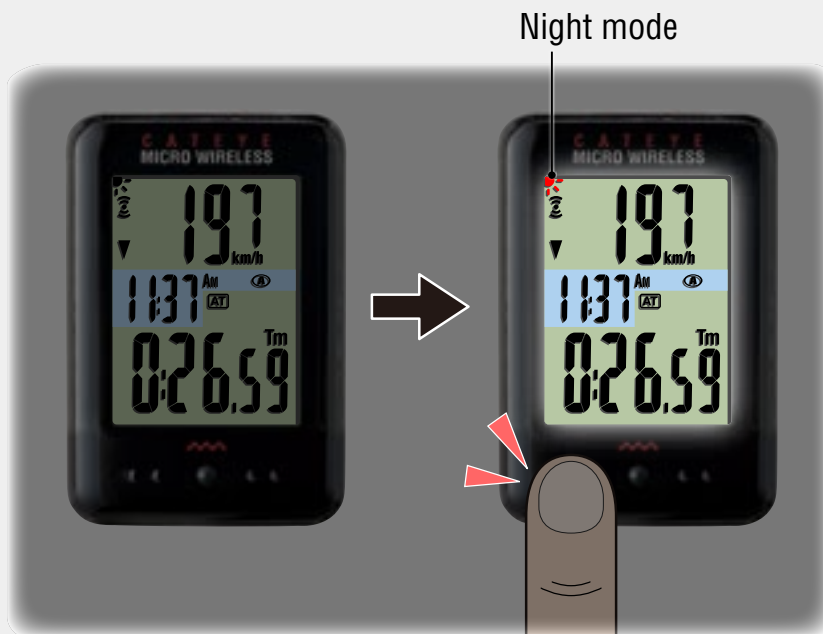 Night mode
CATEYE
MICRO WIRELESS
19.7
km/h
11:37 AM A
AT
Tm
0:26.59
CATEYE
MICRO WIRELESS
19.7
km/h
11:37 AM A
AT
Tm
0:26.59